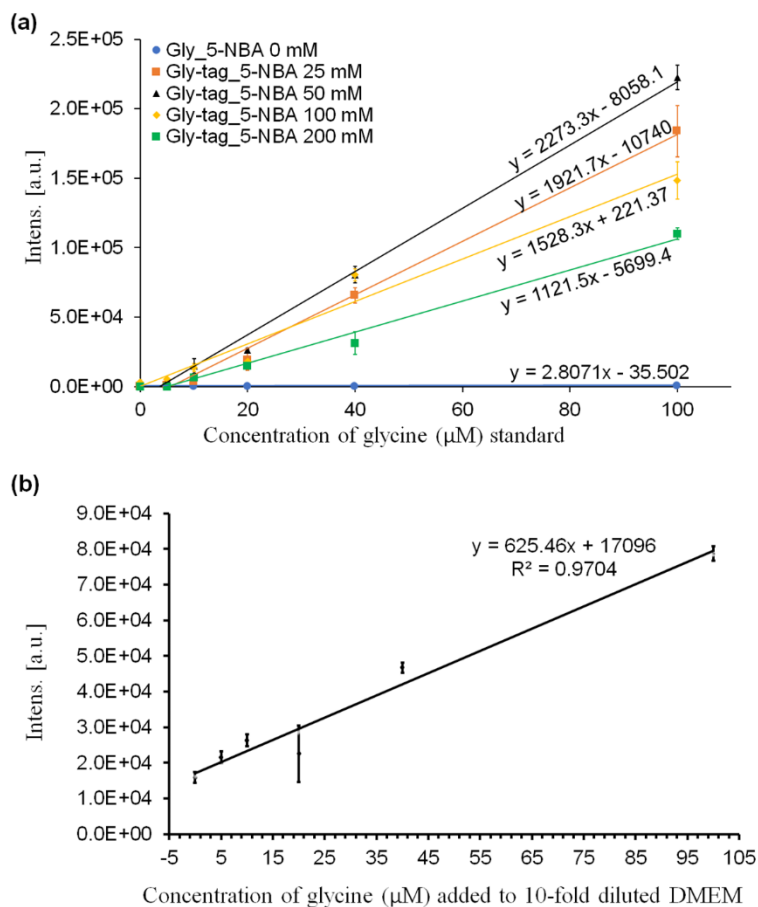 (a)
2.5E+05
2.0E+05
1.5E+05
1.0E+05
5.0E+04
0.0E+00
Intens. [a.u.]
Gly_5-NBA 0 mM
Gly-tag_5-NBA 25 mM
Gly-tag_5-NBA 50 mM
Gly-tag_5-NBA 100 mM
Gly-tag_5-NBA 200 mM
y = 2273.3x - 8058.1
y = 1921.7x - 10740
y = 1528.3x + 221.37
y = 1121.5x - 5699.4
y = 2.8071x - 35.502
0 20 40 60 80 100
Concentration of glycine (μM) standard
(b)
9.0E+04
8.0E+04
7.0E+04
6.0E+04
5.0E+04
4.0E+04
3.0E+04
2.0E+04
1.0E+04
0.0E+00
Intens. [a.u.]
y = 625.46x + 17096
R² = 0.9704
-5 5 15 25 35 45 55 65 75 85 95 105
Concentration of glycine (μM) added to 10-fold diluted DMEM